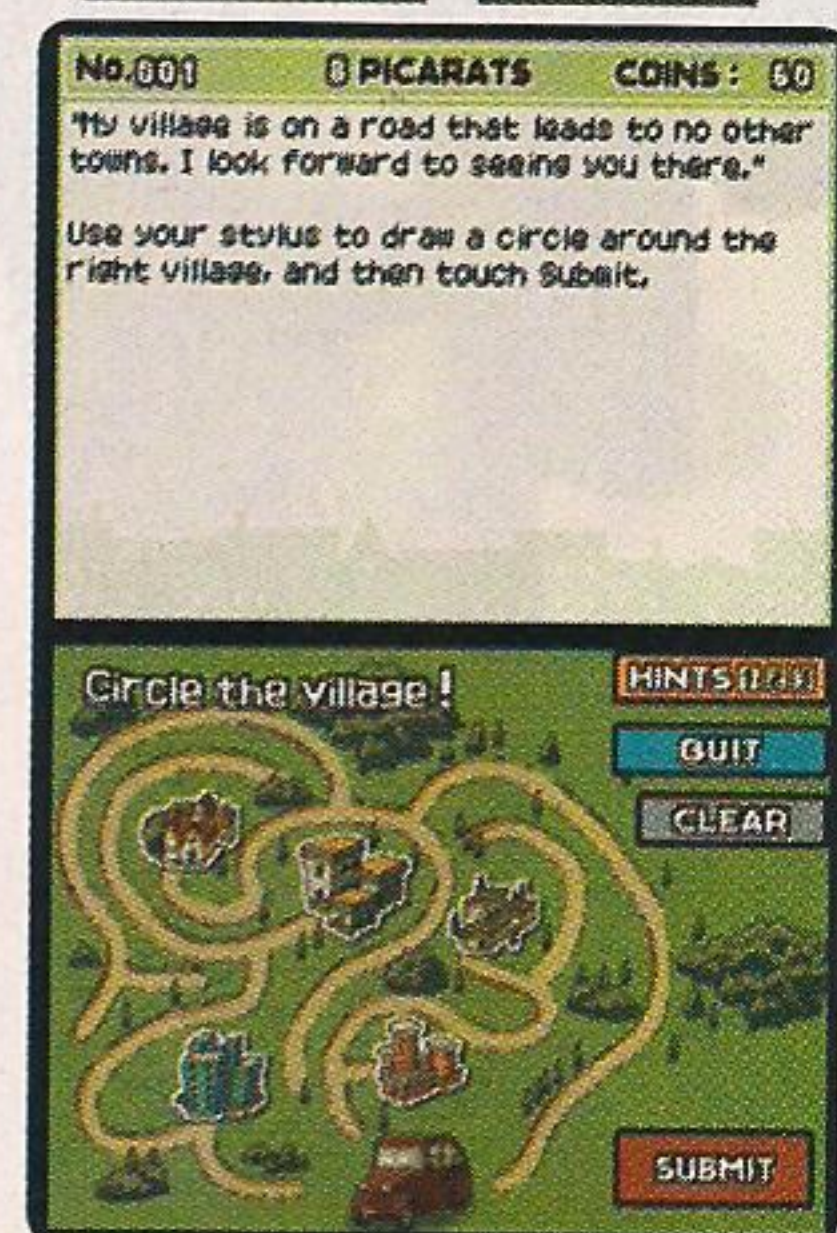 No.001 8 PICARATS COINS: 60
"My village is on a road that leads to no other
towns. I look forward to seeing you there."
Use your stylus to draw a circle around the
right village, and then touch Submit.
Circle the village!
HINTS
QUIT
CLEAR
SUBMIT